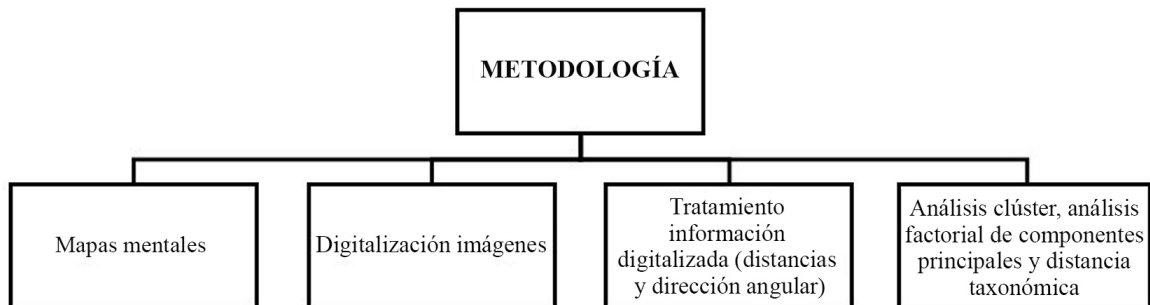 METODOLOGÍA
Mapas mentales
Digitalización imágenes
Tratamiento
información
digitalizada (distancias
y dirección angular)
Análisis clúster, análisis
factorial de componentes
principales y distancia
taxonómica